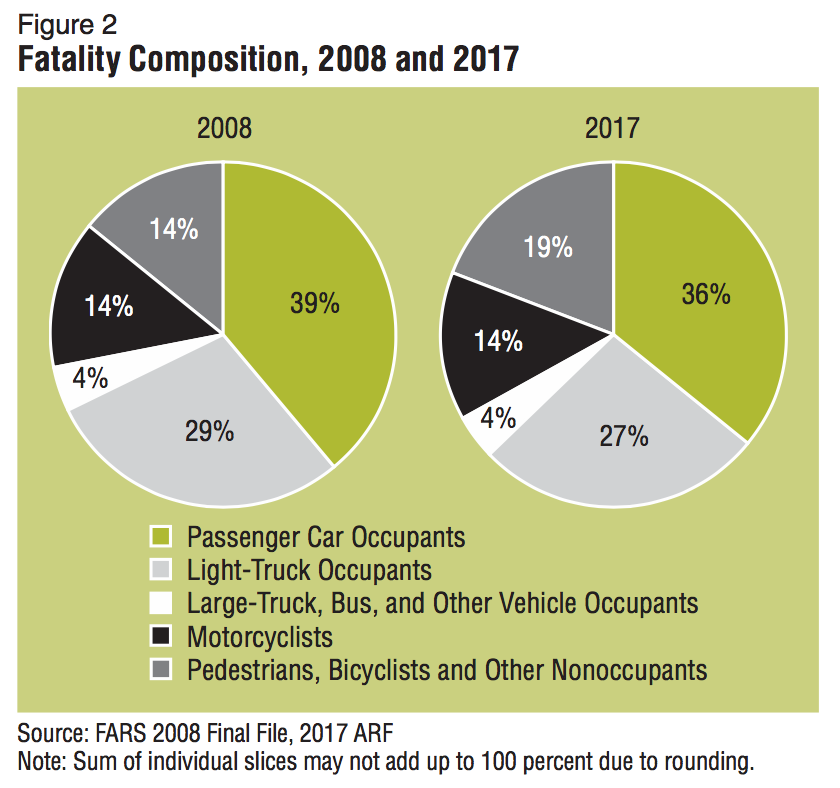 Figure 2
Fatality Composition, 2008 and 2017
2008
2017
14%
39%
14%
4%
29%
19%
36%
14%
4%
27%
Passenger Car Occupants
Light-Truck Occupants
Large-Truck, Bus, and Other Vehicle Occupants
Motorcyclists
Pedestrians, Bicyclists and Other Nonoccupants
Source: FARS 2008 Final File, 2017 ARF
Note: Sum of individual slices may not add up to 100 percent due to rounding.